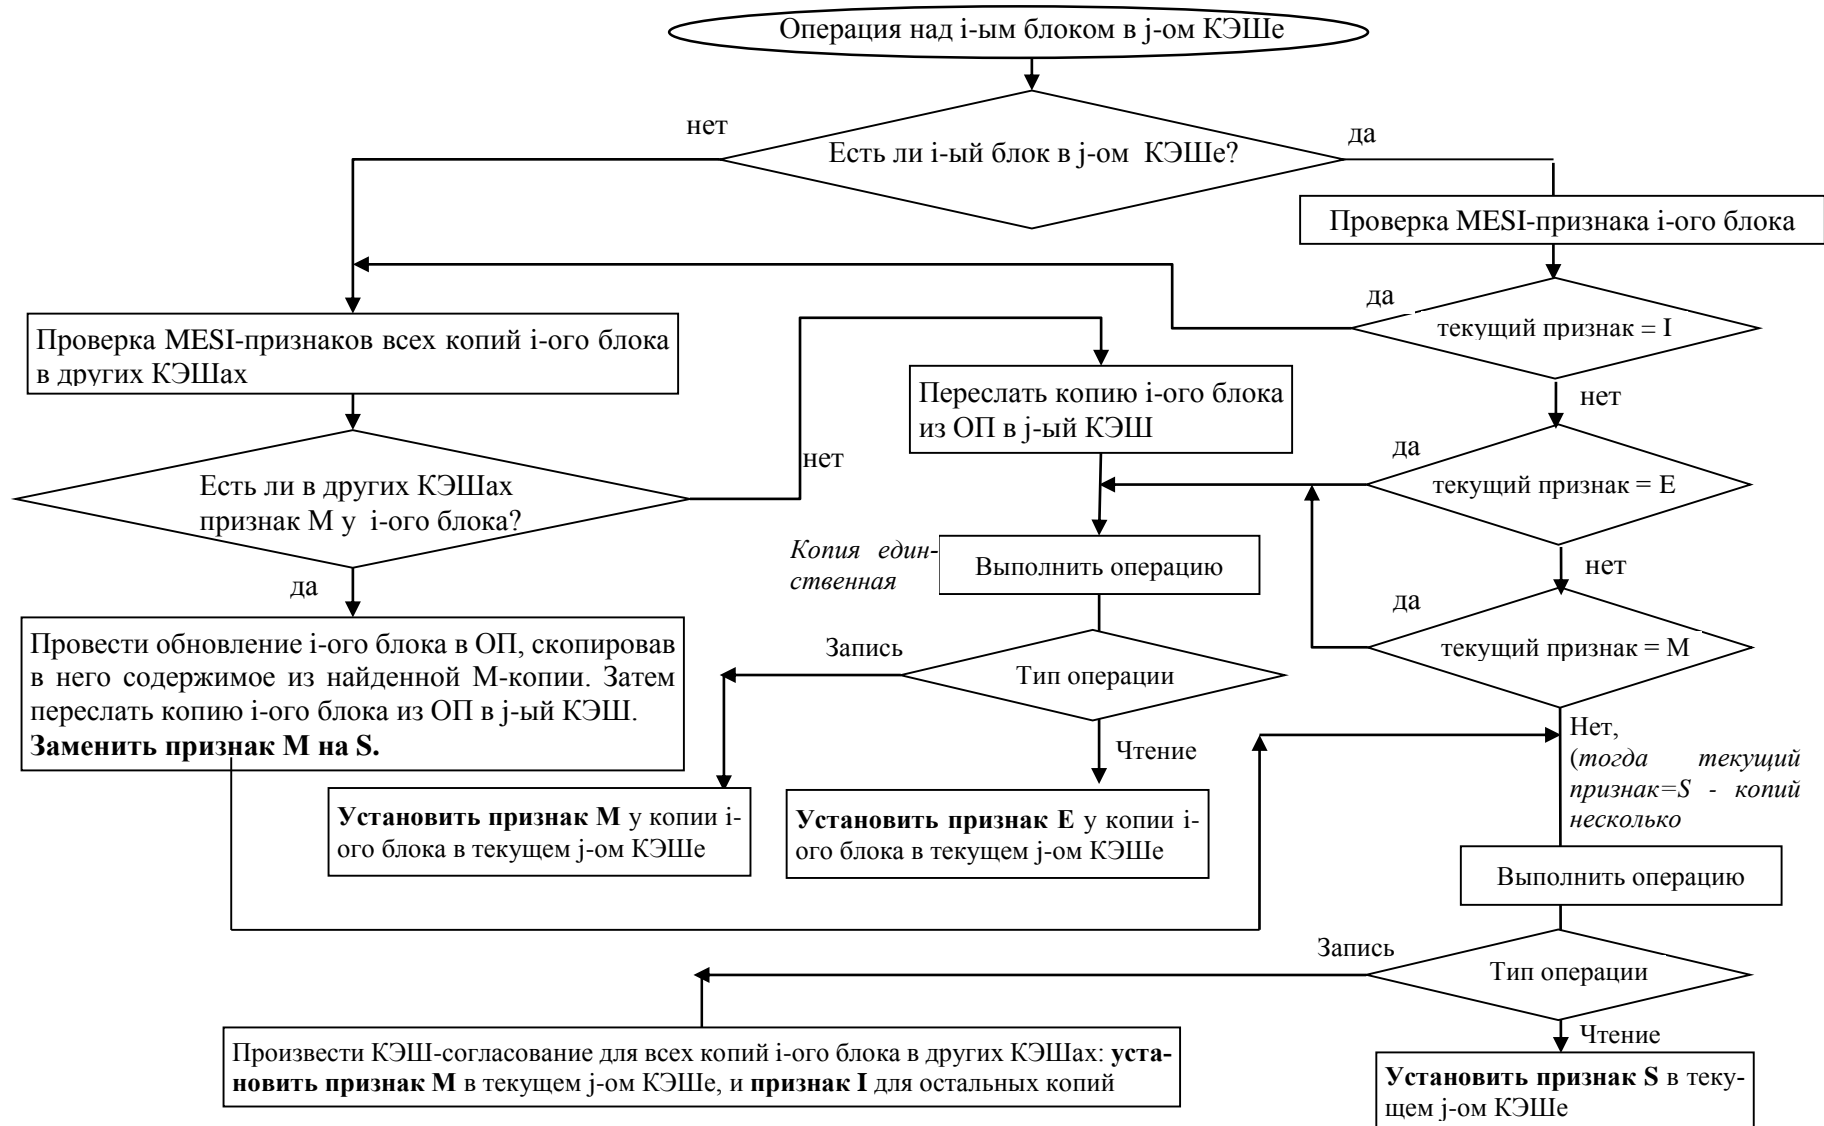 Операция над i-ым блоком в j-ом КЭШе
нет
да
Есть ли i-ый блок в j-ом КЭШе?
Проверка MESI-признака i-ого блока
да
текущий признак = I
Проверка MESI-признаков всех копий i-ого блока
в других КЭШах
Переслать копию i-ого блока
из ОП в j-ый КЭШ
нет
да
нет
Есть ли в других КЭШах
признак М у i-ого блока?
текущий признак = E
Копия един-
ственная
Выполнить операцию
нет
да
да
Провести обновление i-ого блока в ОП, скопировав
в него содержимое из найденной М-копии. Затем
переслать копию i-ого блока из ОП в j-ый КЭШ.
Заменить признак M на S.
Запись
Тип операции
текущий признак = M
Чтение
Нет,
(тогда текущий
признак=S - копий
несколько
Установить признак М у копии i-
ого блока в текущем j-ом КЭШе
Установить признак Е у копии i-
ого блока в текущем j-ом КЭШе
Выполнить операцию
Запись
Тип операции
Чтение
Произвести КЭШ-согласование для всех копий i-ого блока в других КЭШах: уста-
новить признак М в текущем j-ом КЭШе, и признак I для остальных копий
Установить признак S в теку-
щем j-ом КЭШе